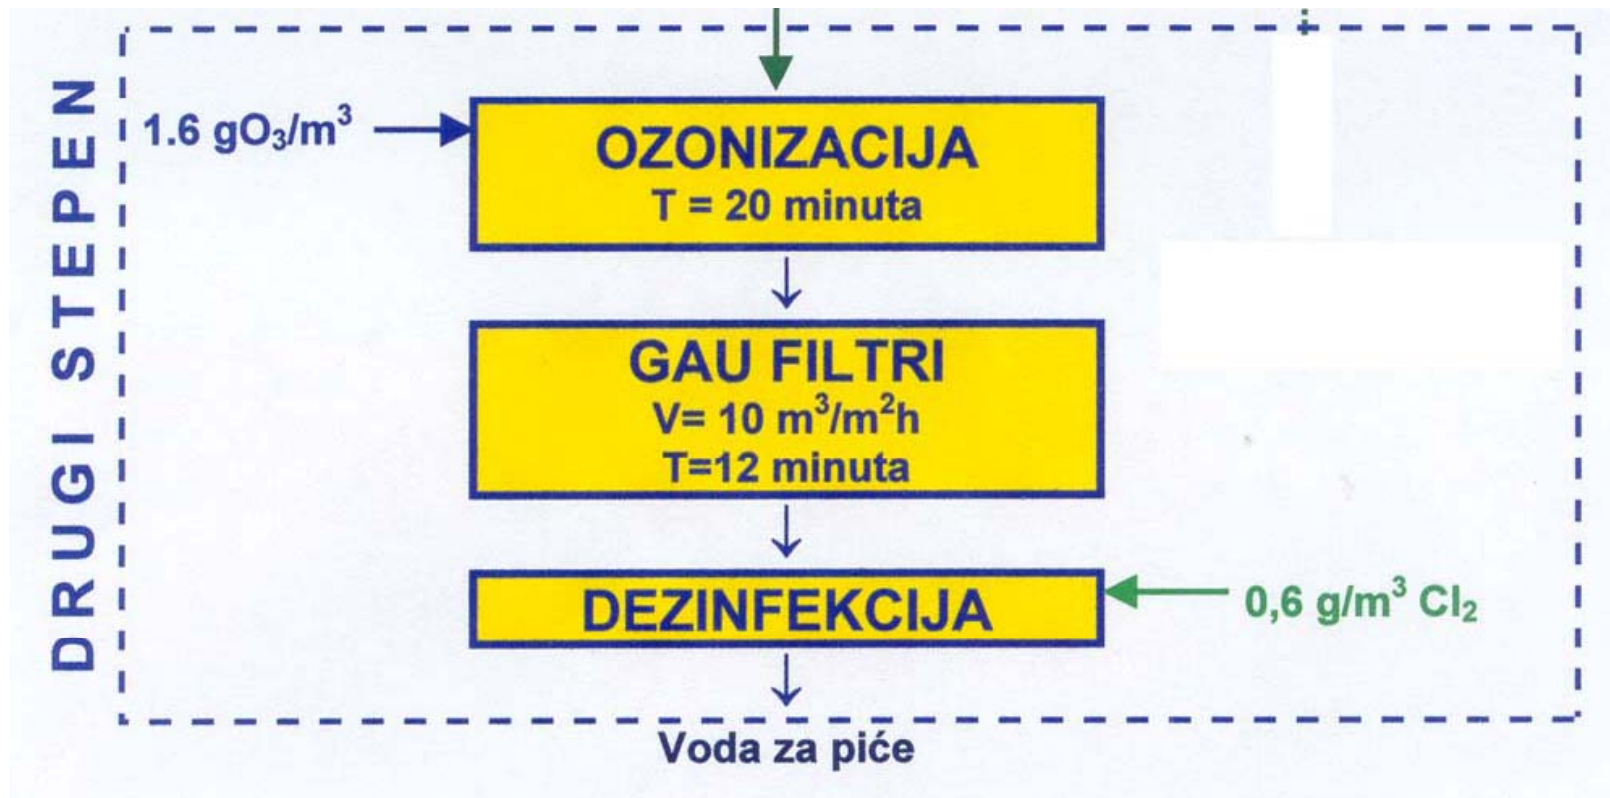 DRUGI STEPEN
1.6 gO₃/m³
OZONIZACIJA
T = 20 minuta
GAU FILTRI
V= 10 m³/m²h
T=12 minuta
DEZINFEKCIJA
0,6 g/m³ Cl₂
Voda za piće